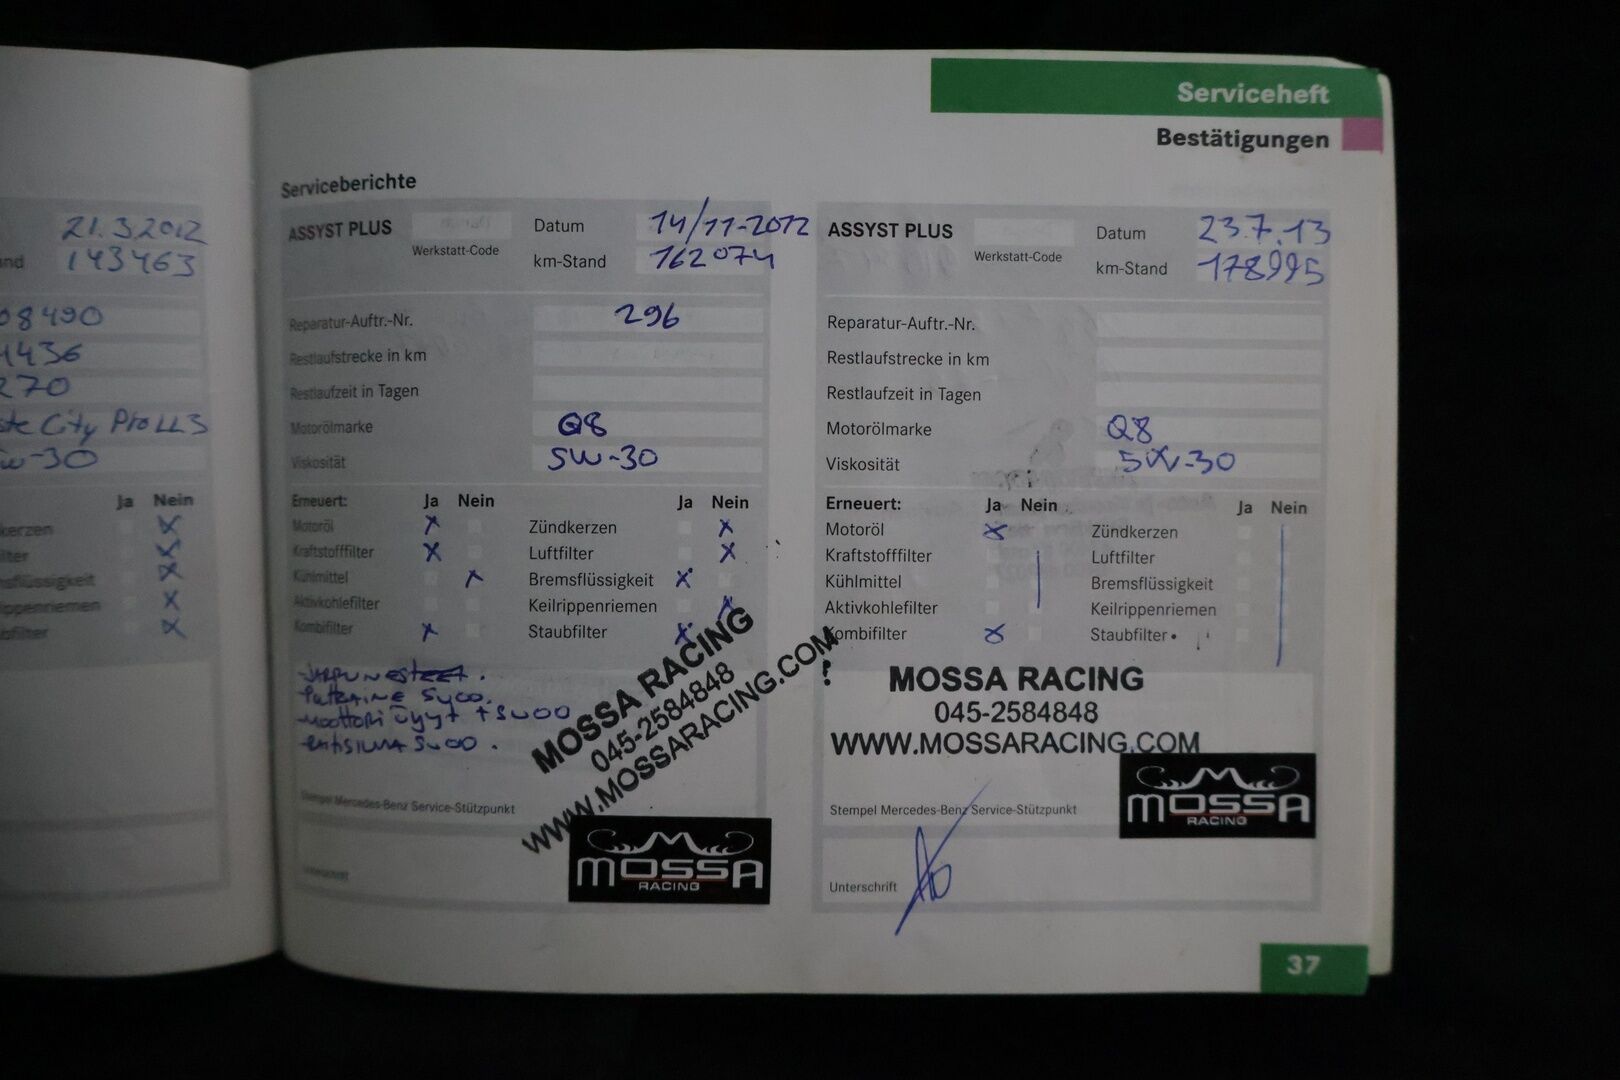 Serviceheft
Bestätigungen
21.3.2012
143463
08490
1436
270
City Pro LL3
W-30
Ja Nein
Serviceberichte
ASSYST PLUS
Werkstatt-Code
Datum 14/11-2012
km-Stand 162074
Reparatur-Auftr.-Nr. 296
Restlaufstrecke in km
Restlaufzeit in Tagen
Motorölmarke Q8
Viskosität 5W-30
Erneuert: Ja Nein Ja Nein
Motoröl x Zündkerzen x
Kraftstofffilter x Luftfilter x
Kühlmittel x Bremsflüssigkeit x
Aktivkohlefilter Keilrippenriemen x
Kombifilter x Staubfilter x
MOSSA RACING
045-2584848
WWW.MOSSARACING.COM
Stempel Mercedes-Benz Service-Stützpunkt
MOSSA
RACING
Unterschrift
ASSYST PLUS
Werkstatt-Code
Datum 23.7.13
km-Stand 178995
Reparatur-Auftr.-Nr.
Restlaufstrecke in km
Restlaufzeit in Tagen
Motorölmarke Q8
Viskosität 5W-30
Erneuert: Ja Nein Ja Nein
Motoröl x Zündkerzen
Kraftstofffilter Luftfilter
Kühlmittel Bremsflüssigkeit
Aktivkohlefilter Keilrippenriemen
Kombifilter x Staubfilter
MOSSA RACING
045-2584848
WWW.MOSSARACING.COM
Stempel Mercedes-Benz Service-Stützpunkt
MOSSA
RACING
Unterschrift
37